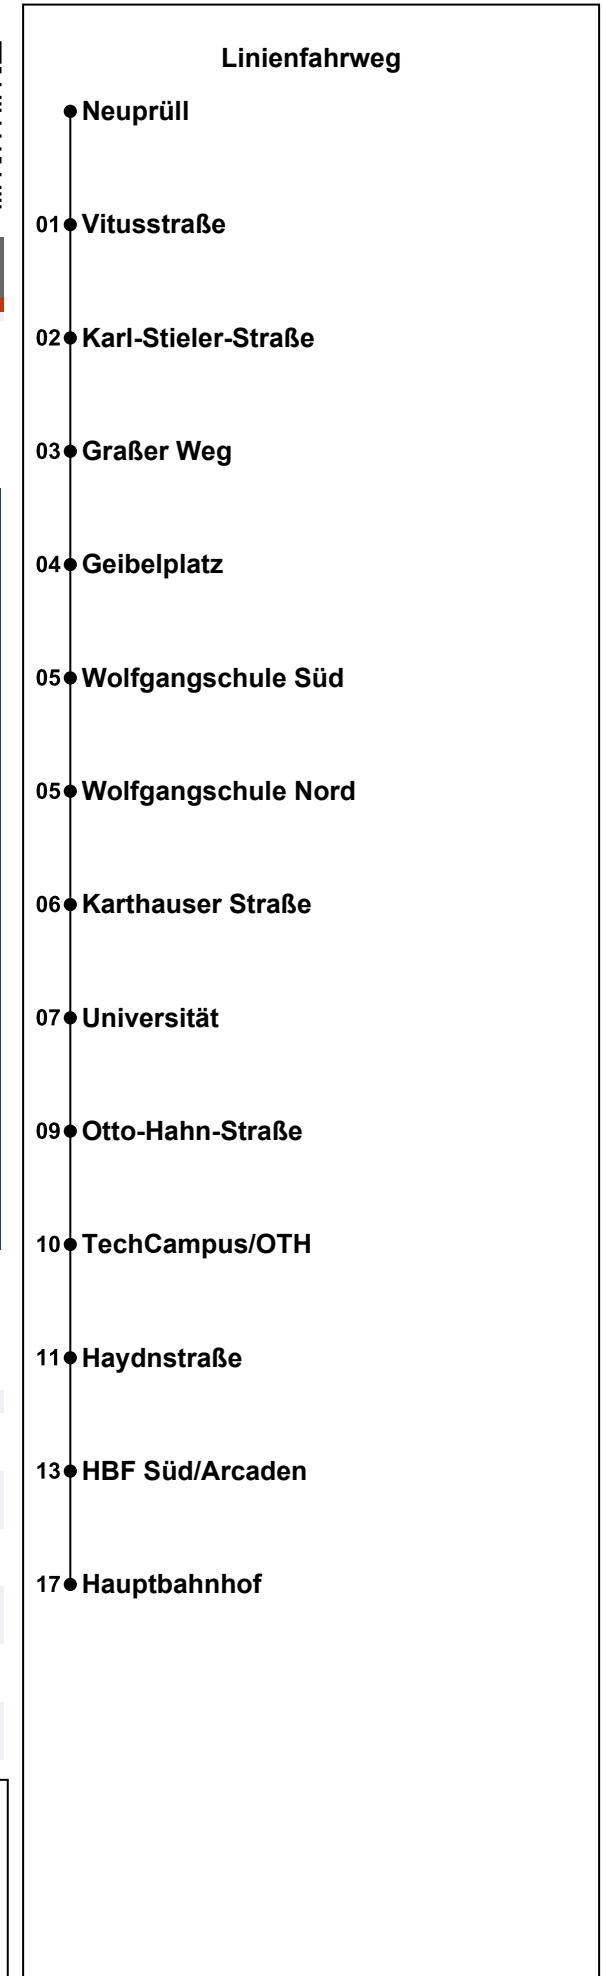 Linienfahrweg
Neuprüll
01 Vitusstraße
02 Karl-Stieler-Straße
03 Graßer Weg
04 Geibelplatz
05 Wolfgangschule Süd
05 Wolfgangschule Nord
06 Karthauser Straße
07 Universität
09 Otto-Hahn-Straße
10 TechCampus/OTH
11 Haydnstraße
13 HBF Süd/Arcaden
17 Hauptbahnhof